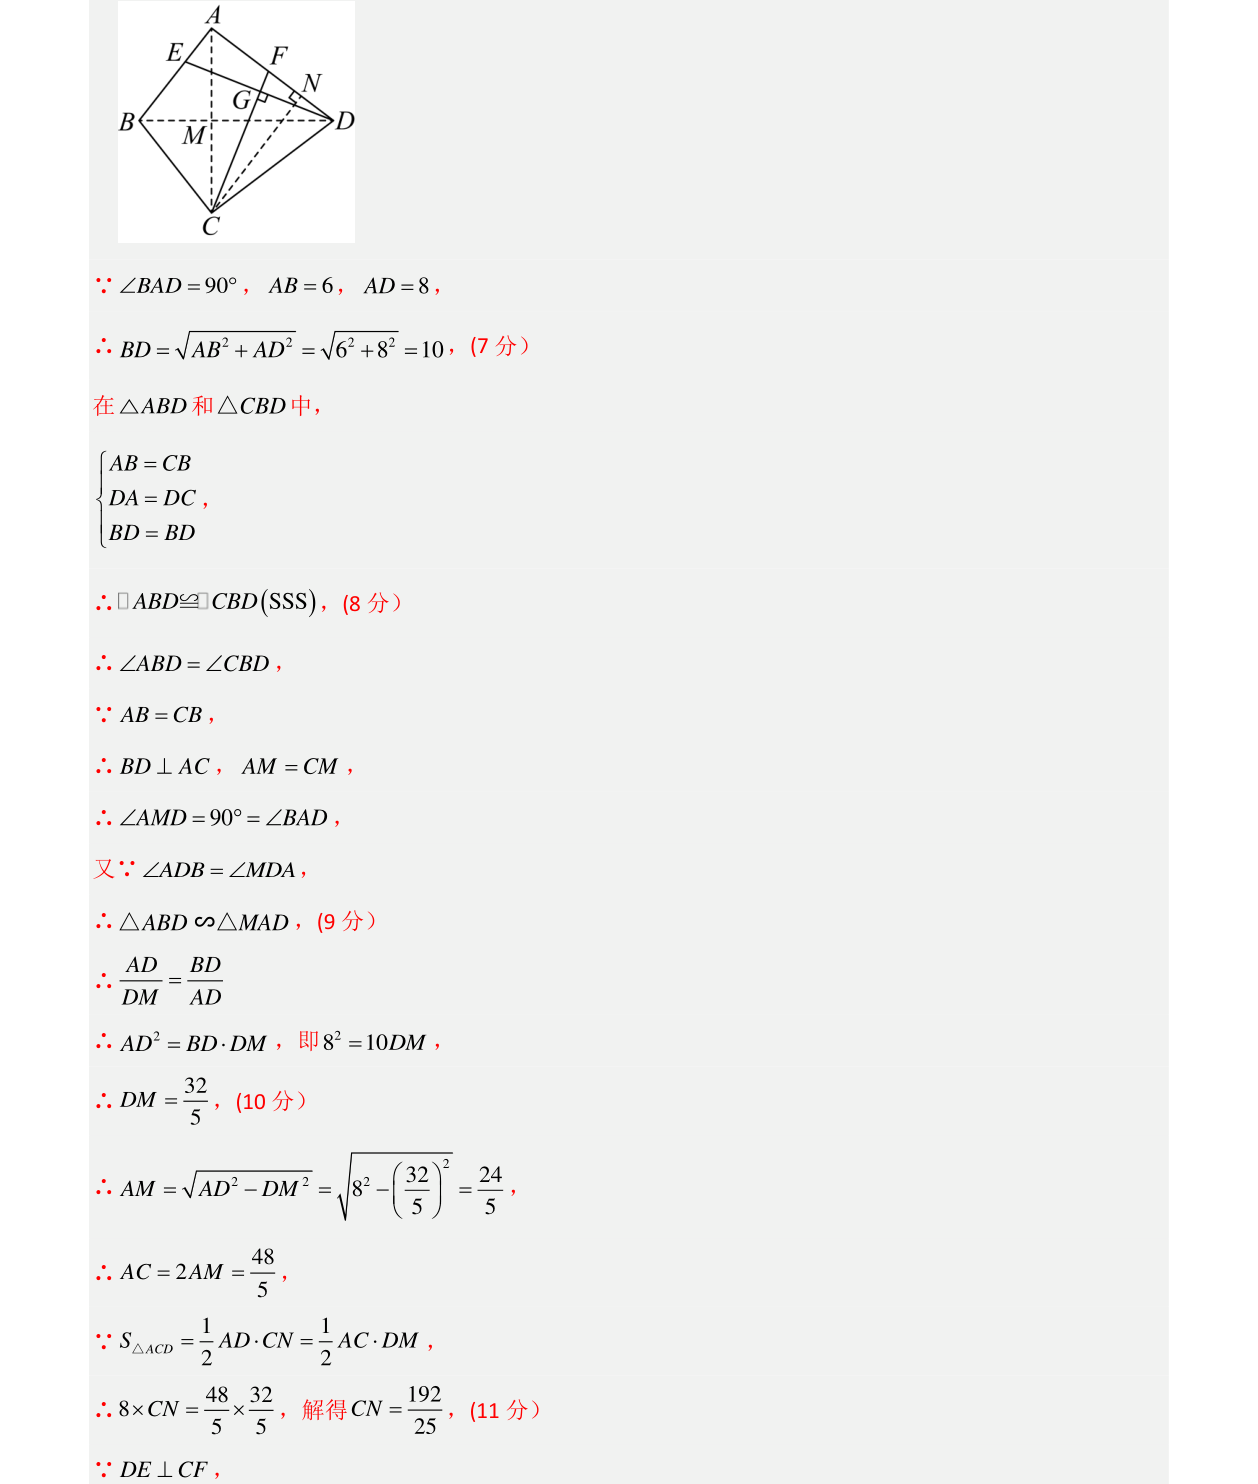 A
E
F
N
G
B
M
D
C
∵ ∠BAD = 90°， AB = 6， AD = 8，
∴ BD = √(AB² + AD²) = √(6² + 8²) = 10，(7 分）
在 △ABD 和 △CBD 中，
{ AB = CB
DA = DC，
BD = BD
∴ □ABD≌□CBD(SSS)，(8 分）
∴ ∠ABD = ∠CBD，
∵ AB = CB，
∴ BD ⊥ AC， AM = CM，
∴ ∠AMD = 90° = ∠BAD，
又∵ ∠ADB = ∠MDA，
∴ △ABD ∽ △MAD，(9 分）
∴ AD/DM = BD/AD
∴ AD² = BD · DM，即 8² = 10DM，
∴ DM = 32/5，(10 分）
∴ AM = √(AD² − DM²) = √(8² − (32/5)²) = 24/5，
∴ AC = 2AM = 48/5，
∵ S△ACD = 1/2 AD · CN = 1/2 AC · DM，
∴ 8 × CN = 48/5 × 32/5，解得 CN = 192/25，(11 分）
∵ DE ⊥ CF，